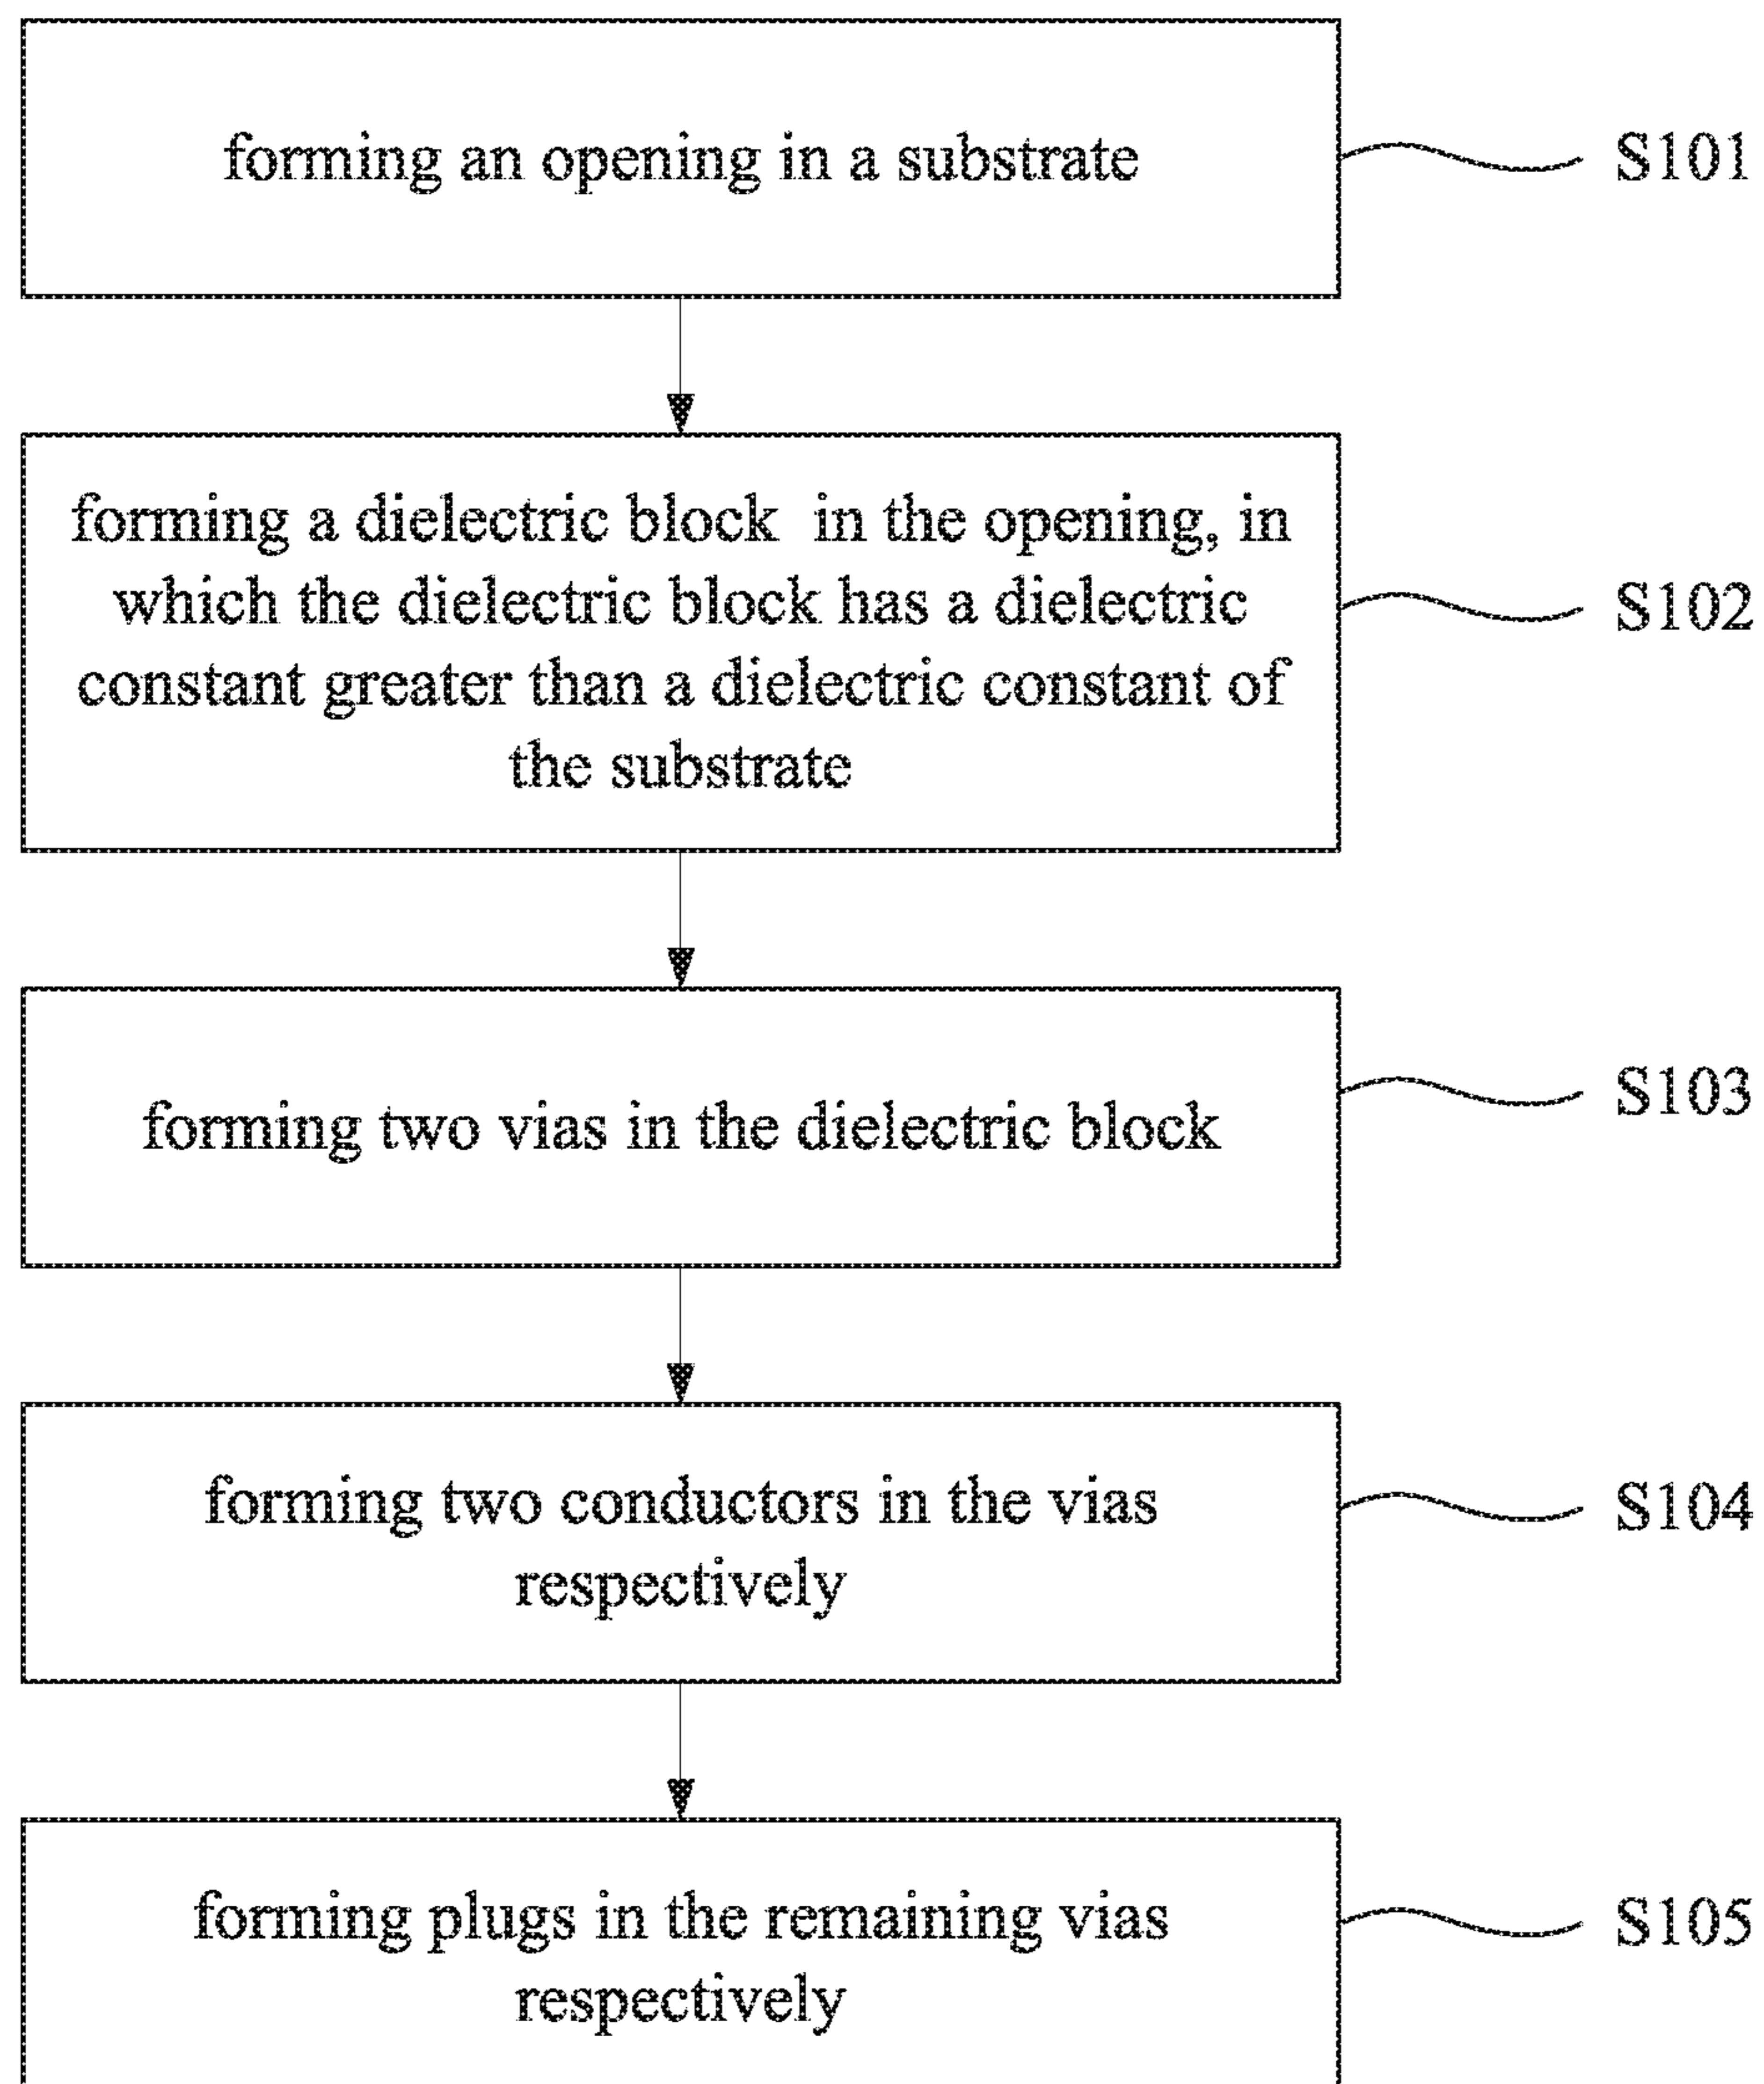 forming an opening in a substrate
S101
forming a dielectric block in the opening, in
which the dielectric block has a dielectric
constant greater than a dielectric constant of
the substrate
S102
forming two vias in the dielectric block
S103
forming two conductors in the vias
respectively
S104
forming plugs in the remaining vias
respectively
S105